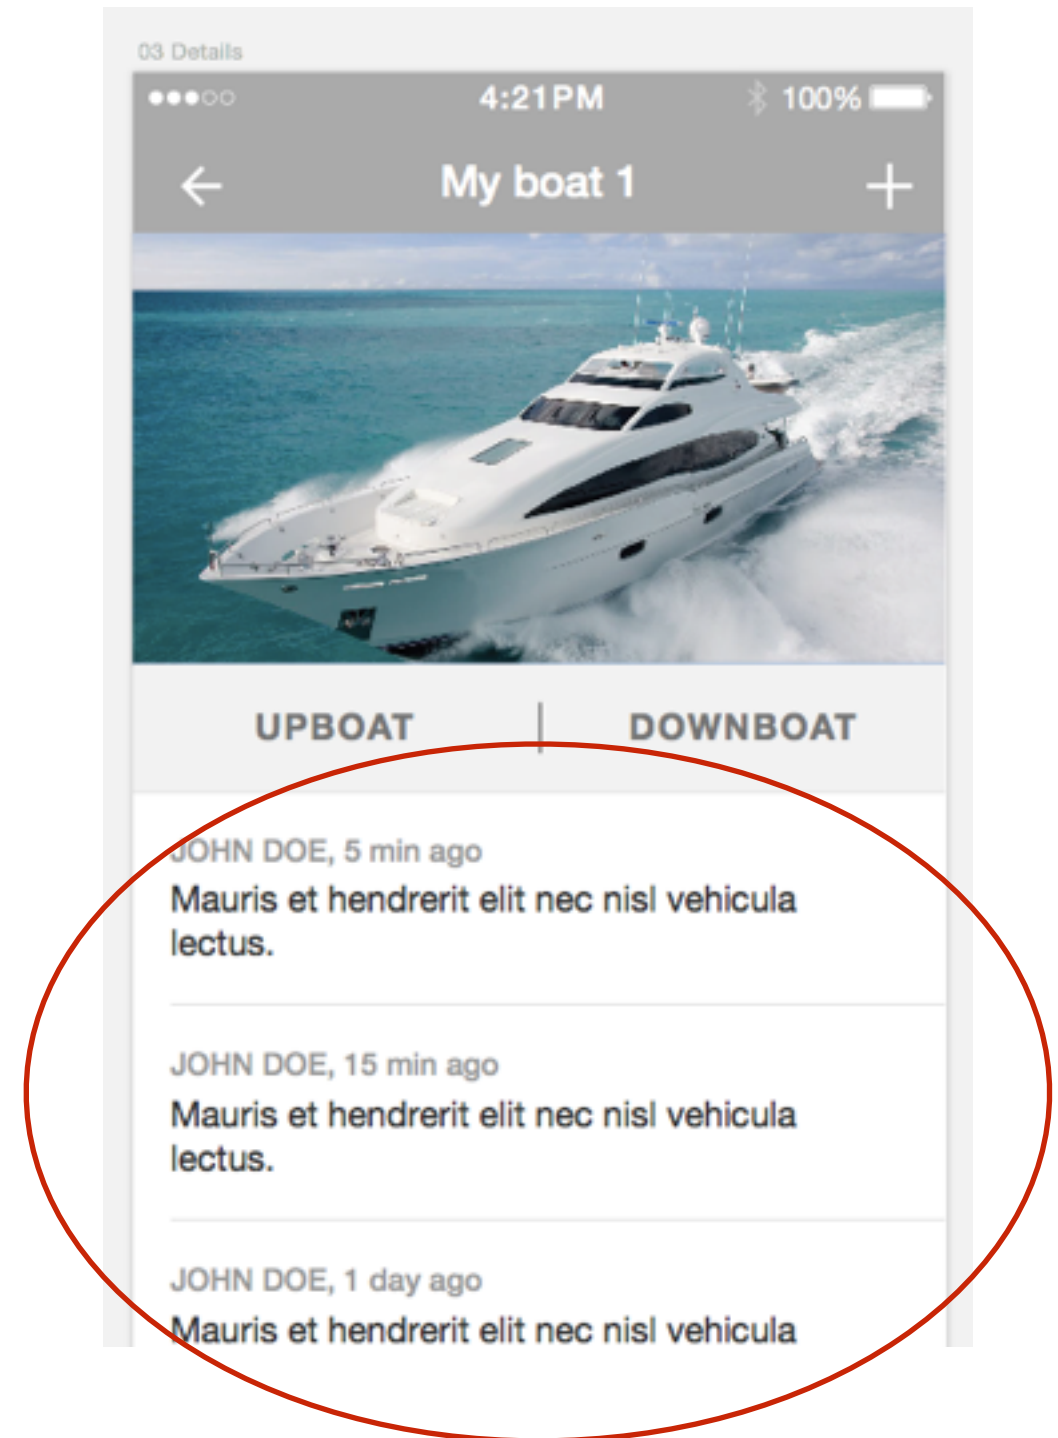 03 Details
4:21PM
100%
My boat 1
UPBOAT | DOWNBOAT
JOHN DOE, 5 min ago
Mauris et hendrerit elit nec nisl vehicula
lectus.
JOHN DOE, 15 min ago
Mauris et hendrerit elit nec nisl vehicula
lectus.
JOHN DOE, 1 day ago
Mauris et hendrerit elit nec nisl vehicula